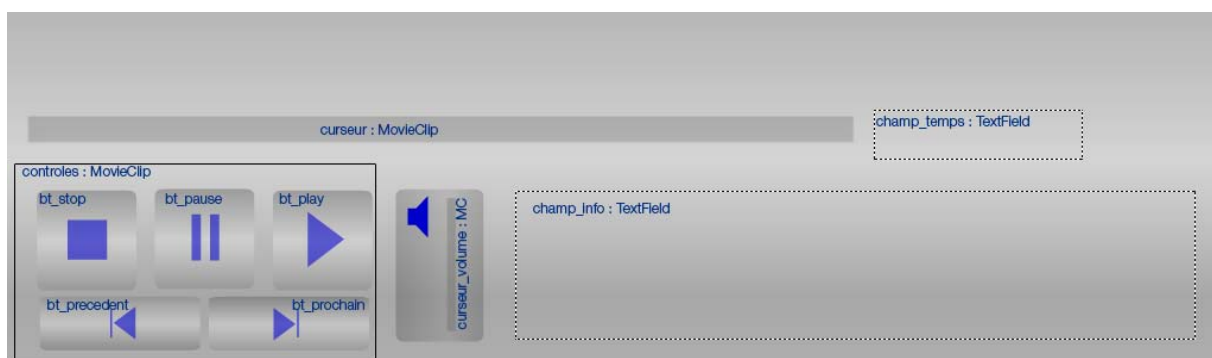 curseur : MovieClip
champ_temps : TextField
controles : MovieClip
bt_stop
bt_pause
bt_play
curseur_volume : MC
champ_info : TextField
bt_precedent
bt_prochain